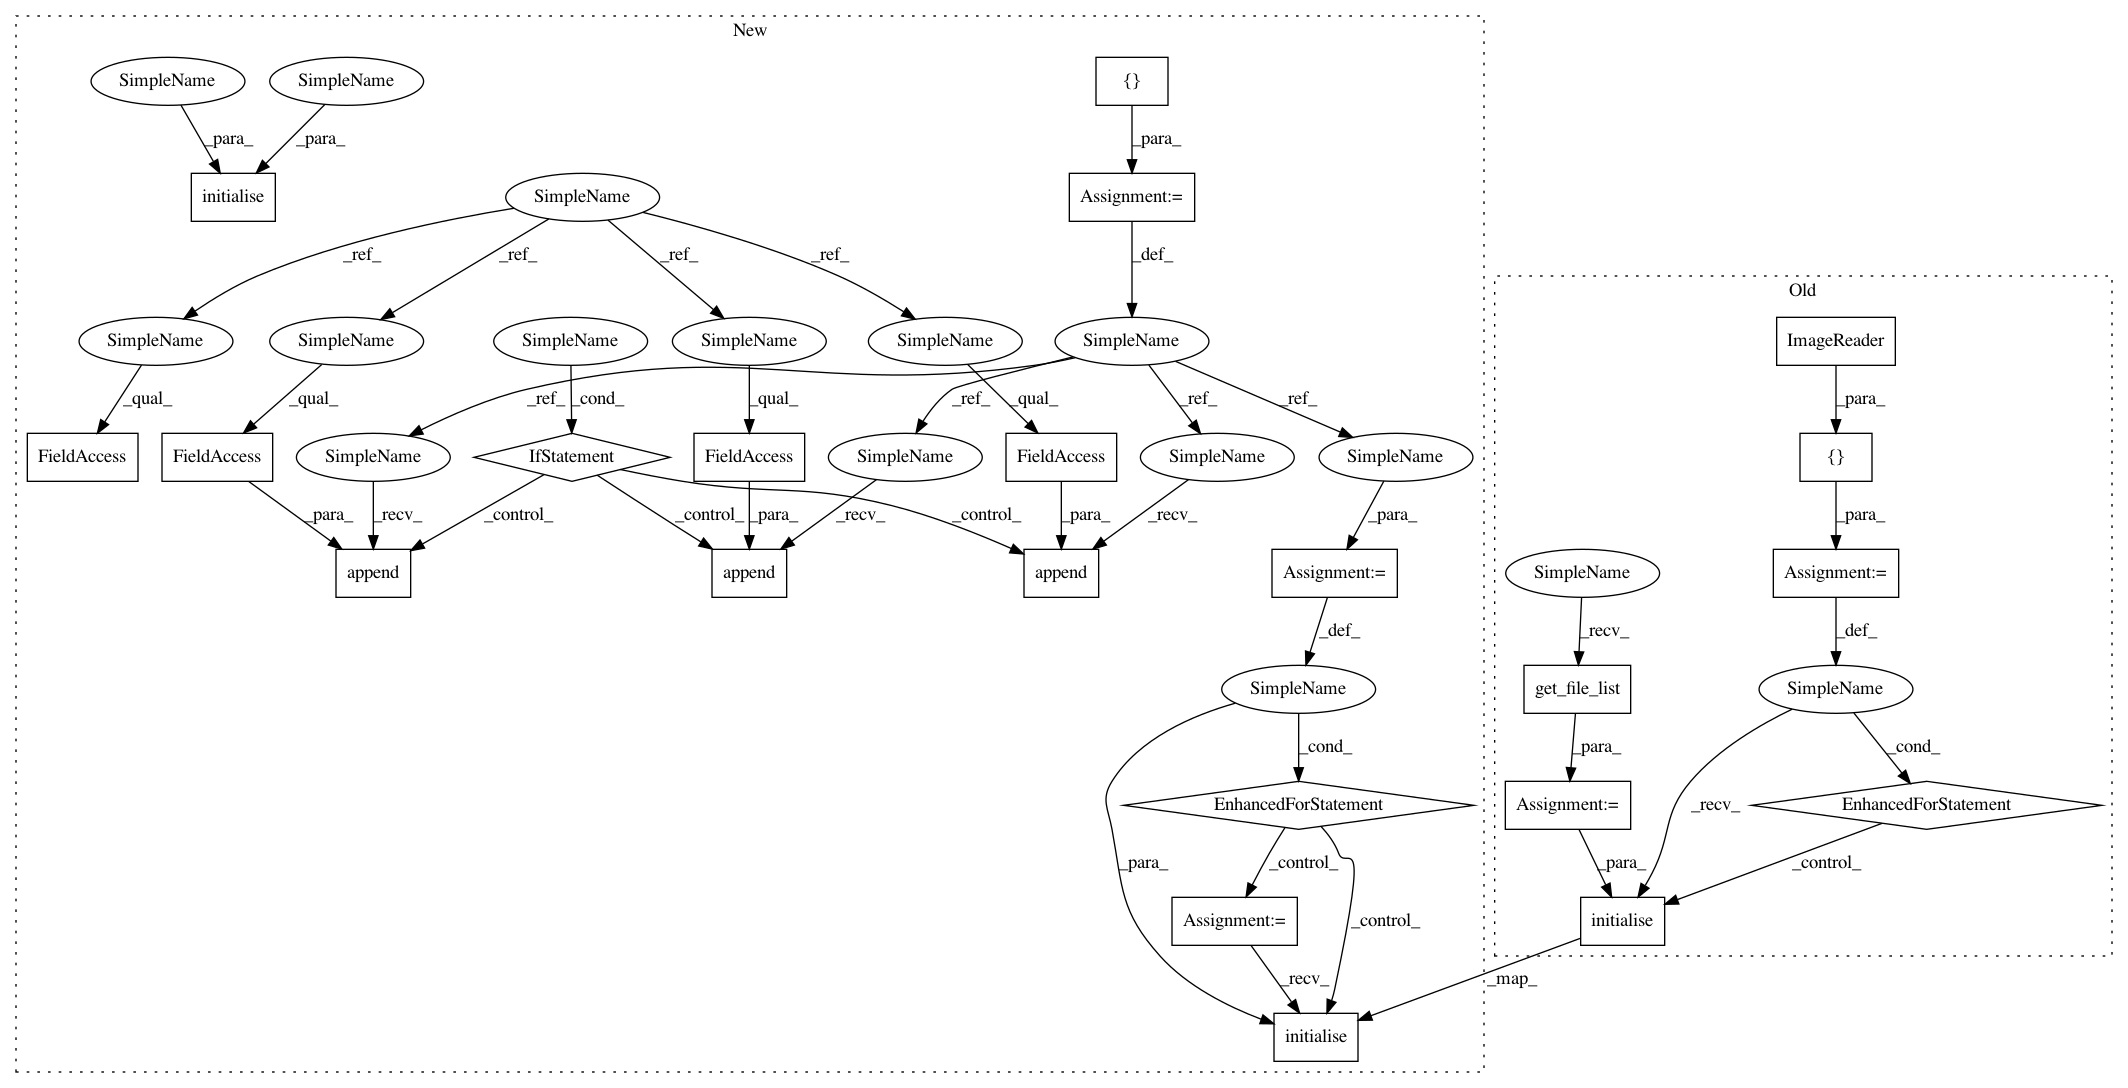 New
SimpleName
SimpleName
{}
_para_
_para_
_para_
initialise
SimpleName
Assignment:=
_ref_
_ref_
_ref_
_ref_
_def_
Old
SimpleName
SimpleName
SimpleName
SimpleName
SimpleName
SimpleName
ImageReader
_qual_
_qual_
_ref_
_cond_
_qual_
_ref_
_qual_
_ref_
_ref_
_para_
FieldAccess
FieldAccess
SimpleName
IfStatement
FieldAccess
SimpleName
FieldAccess
SimpleName
SimpleName
{}
_para_
_recv_
_control_
_control_
_para_
_recv_
_control_
_para_
_recv_
_para_
_para_
append
append
append
Assignment:=
SimpleName
Assignment:=
_def_
_recv_
_def_
SimpleName
get_file_list
SimpleName
_cond_
_para_
_cond_
EnhancedForStatement
Assignment:=
EnhancedForStatement
_para_
_control_
_para_
_recv_
_control_
Assignment:=
_control_
initialise
_recv_
_map_
initialise